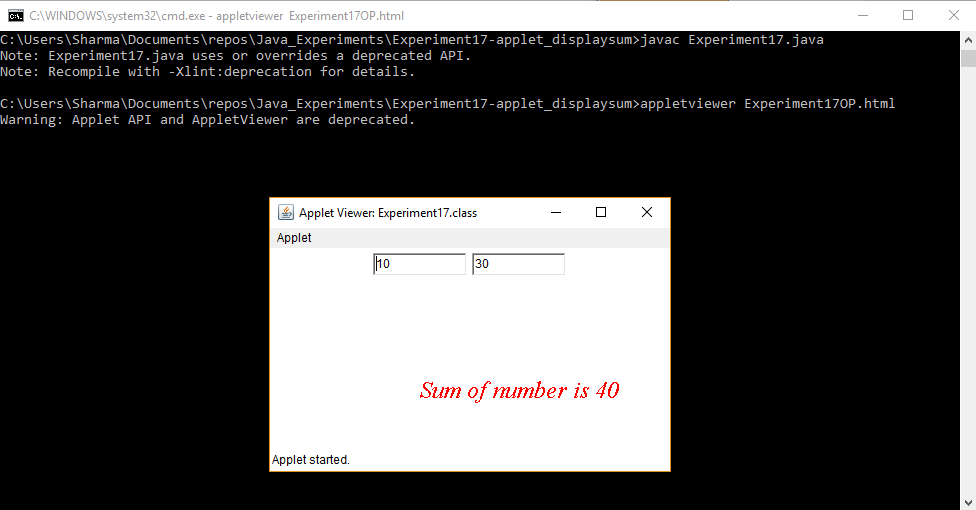 C:\WINDOWS\system32\cmd.exe - appletviewer Experiment17OP.html
C:\Users\Sharma\Documents\repos\Java_Experiments\Experiment17-applet_displaysum>javac Experiment17.java
Note: Experiment17.java uses or overrides a deprecated API.
Note: Recompile with -Xlint:deprecation for details.
C:\Users\Sharma\Documents\repos\Java_Experiments\Experiment17-applet_displaysum>appletviewer Experiment17OP.html
Warning: Applet API and AppletViewer are deprecated.
Applet Viewer: Experiment17.class
Applet
10 30
Sum of number is 40
Applet started.